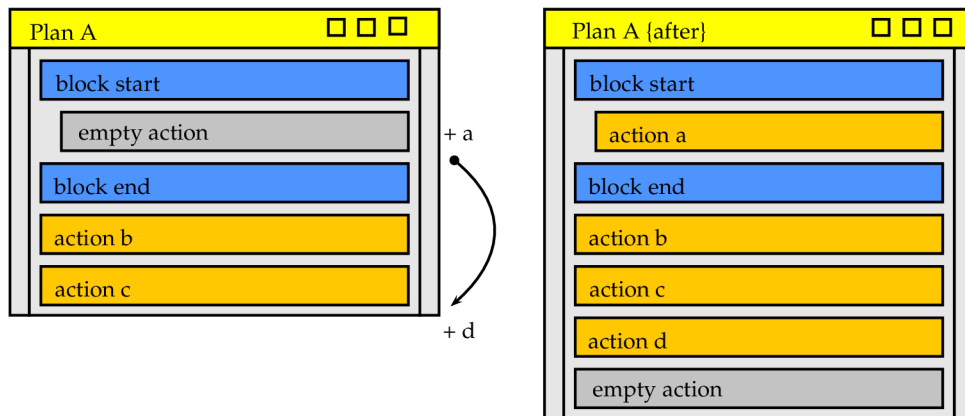 Plan A
block start
empty action
+ a
block end
action b
action c
+ d
Plan A {after}
block start
action a
block end
action b
action c
action d
empty action